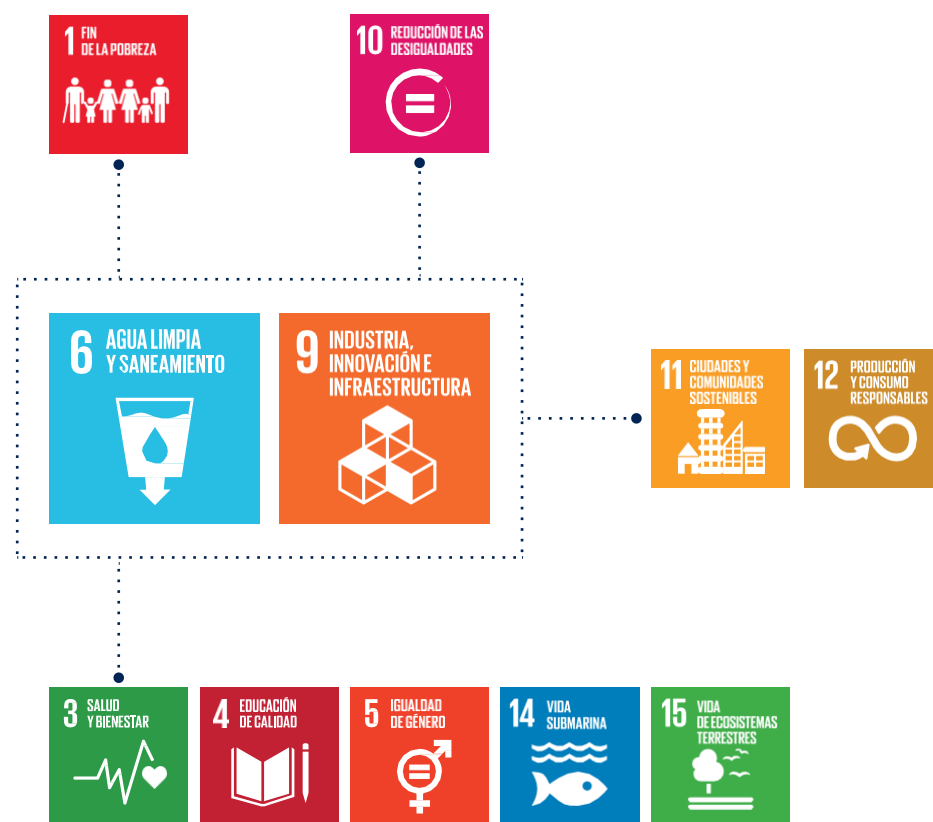 1 FIN
DE LA POBREZA
10 REDUCCIÓN DE LAS
DESIGUALDADES
6 AGUA LIMPIA
Y SANEAMIENTO
9 INDUSTRIA,
INNOVACIÓN E
INFRAESTRUCTURA
11 CIUDADES Y
COMUNIDADES
SOSTENIBLES
12 PRODUCCIÓN
Y CONSUMO
RESPONSABLES
3 SALUD
Y BIENESTAR
4 EDUCACIÓN
DE CALIDAD
5 IGUALDAD
DE GÉNERO
14 VIDA
SUBMARINA
15 VIDA
DE ECOSISTEMAS
TERRESTRES